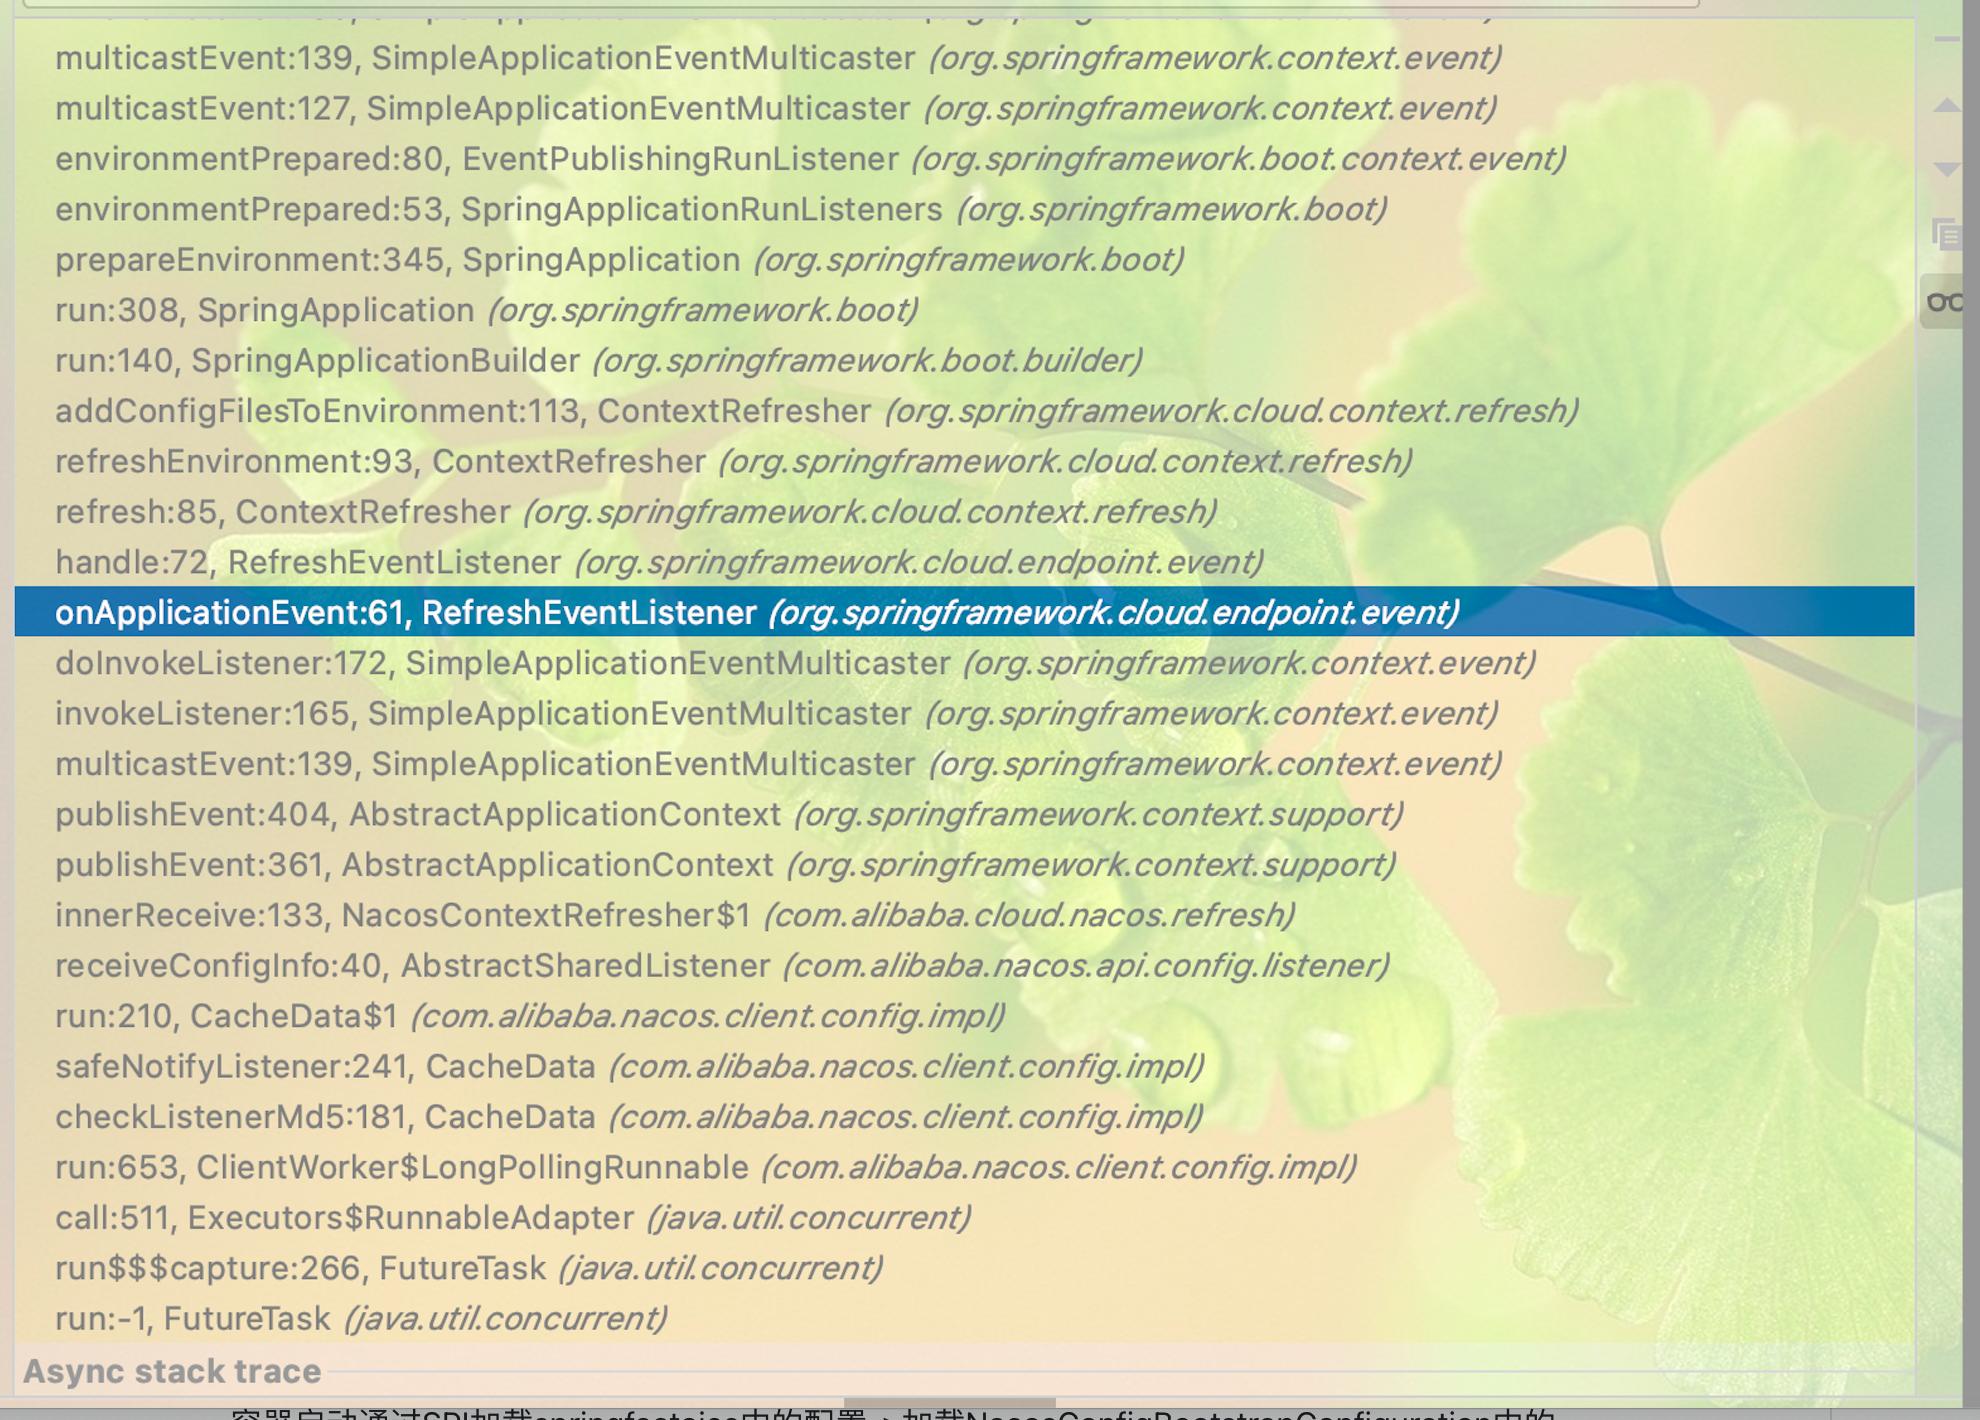 multicastEvent:139, SimpleApplicationEventMulticaster (org.springframework.context.event)
multicastEvent:127, SimpleApplicationEventMulticaster (org.springframework.context.event)
environmentPrepared:80, EventPublishingRunListener (org.springframework.boot.context.event)
environmentPrepared:53, SpringApplicationRunListeners (org.springframework.boot)
prepareEnvironment:345, SpringApplication (org.springframework.boot)
run:308, SpringApplication (org.springframework.boot)
run:140, SpringApplicationBuilder (org.springframework.boot.builder)
addConfigFilesToEnvironment:113, ContextRefresher (org.springframework.cloud.context.refresh)
refreshEnvironment:93, ContextRefresher (org.springframework.cloud.context.refresh)
refresh:85, ContextRefresher (org.springframework.cloud.context.refresh)
handle:72, RefreshEventListener (org.springframework.cloud.endpoint.event)
onApplicationEvent:61, RefreshEventListener (org.springframework.cloud.endpoint.event)
doInvokeListener:172, SimpleApplicationEventMulticaster (org.springframework.context.event)
invokeListener:165, SimpleApplicationEventMulticaster (org.springframework.context.event)
multicastEvent:139, SimpleApplicationEventMulticaster (org.springframework.context.event)
publishEvent:404, AbstractApplicationContext (org.springframework.context.support)
publishEvent:361, AbstractApplicationContext (org.springframework.context.support)
innerReceive:133, NacosContextRefresher$1 (com.alibaba.cloud.nacos.refresh)
receiveConfigInfo:40, AbstractSharedListener (com.alibaba.nacos.api.config.listener)
run:210, CacheData$1 (com.alibaba.nacos.client.config.impl)
safeNotifyListener:241, CacheData (com.alibaba.nacos.client.config.impl)
checkListenerMd5:181, CacheData (com.alibaba.nacos.client.config.impl)
run:653, ClientWorker$LongPollingRunnable (com.alibaba.nacos.client.config.impl)
call:511, Executors$RunnableAdapter (java.util.concurrent)
run$$$capture:266, FutureTask (java.util.concurrent)
run:-1, FutureTask (java.util.concurrent)
Async stack trace